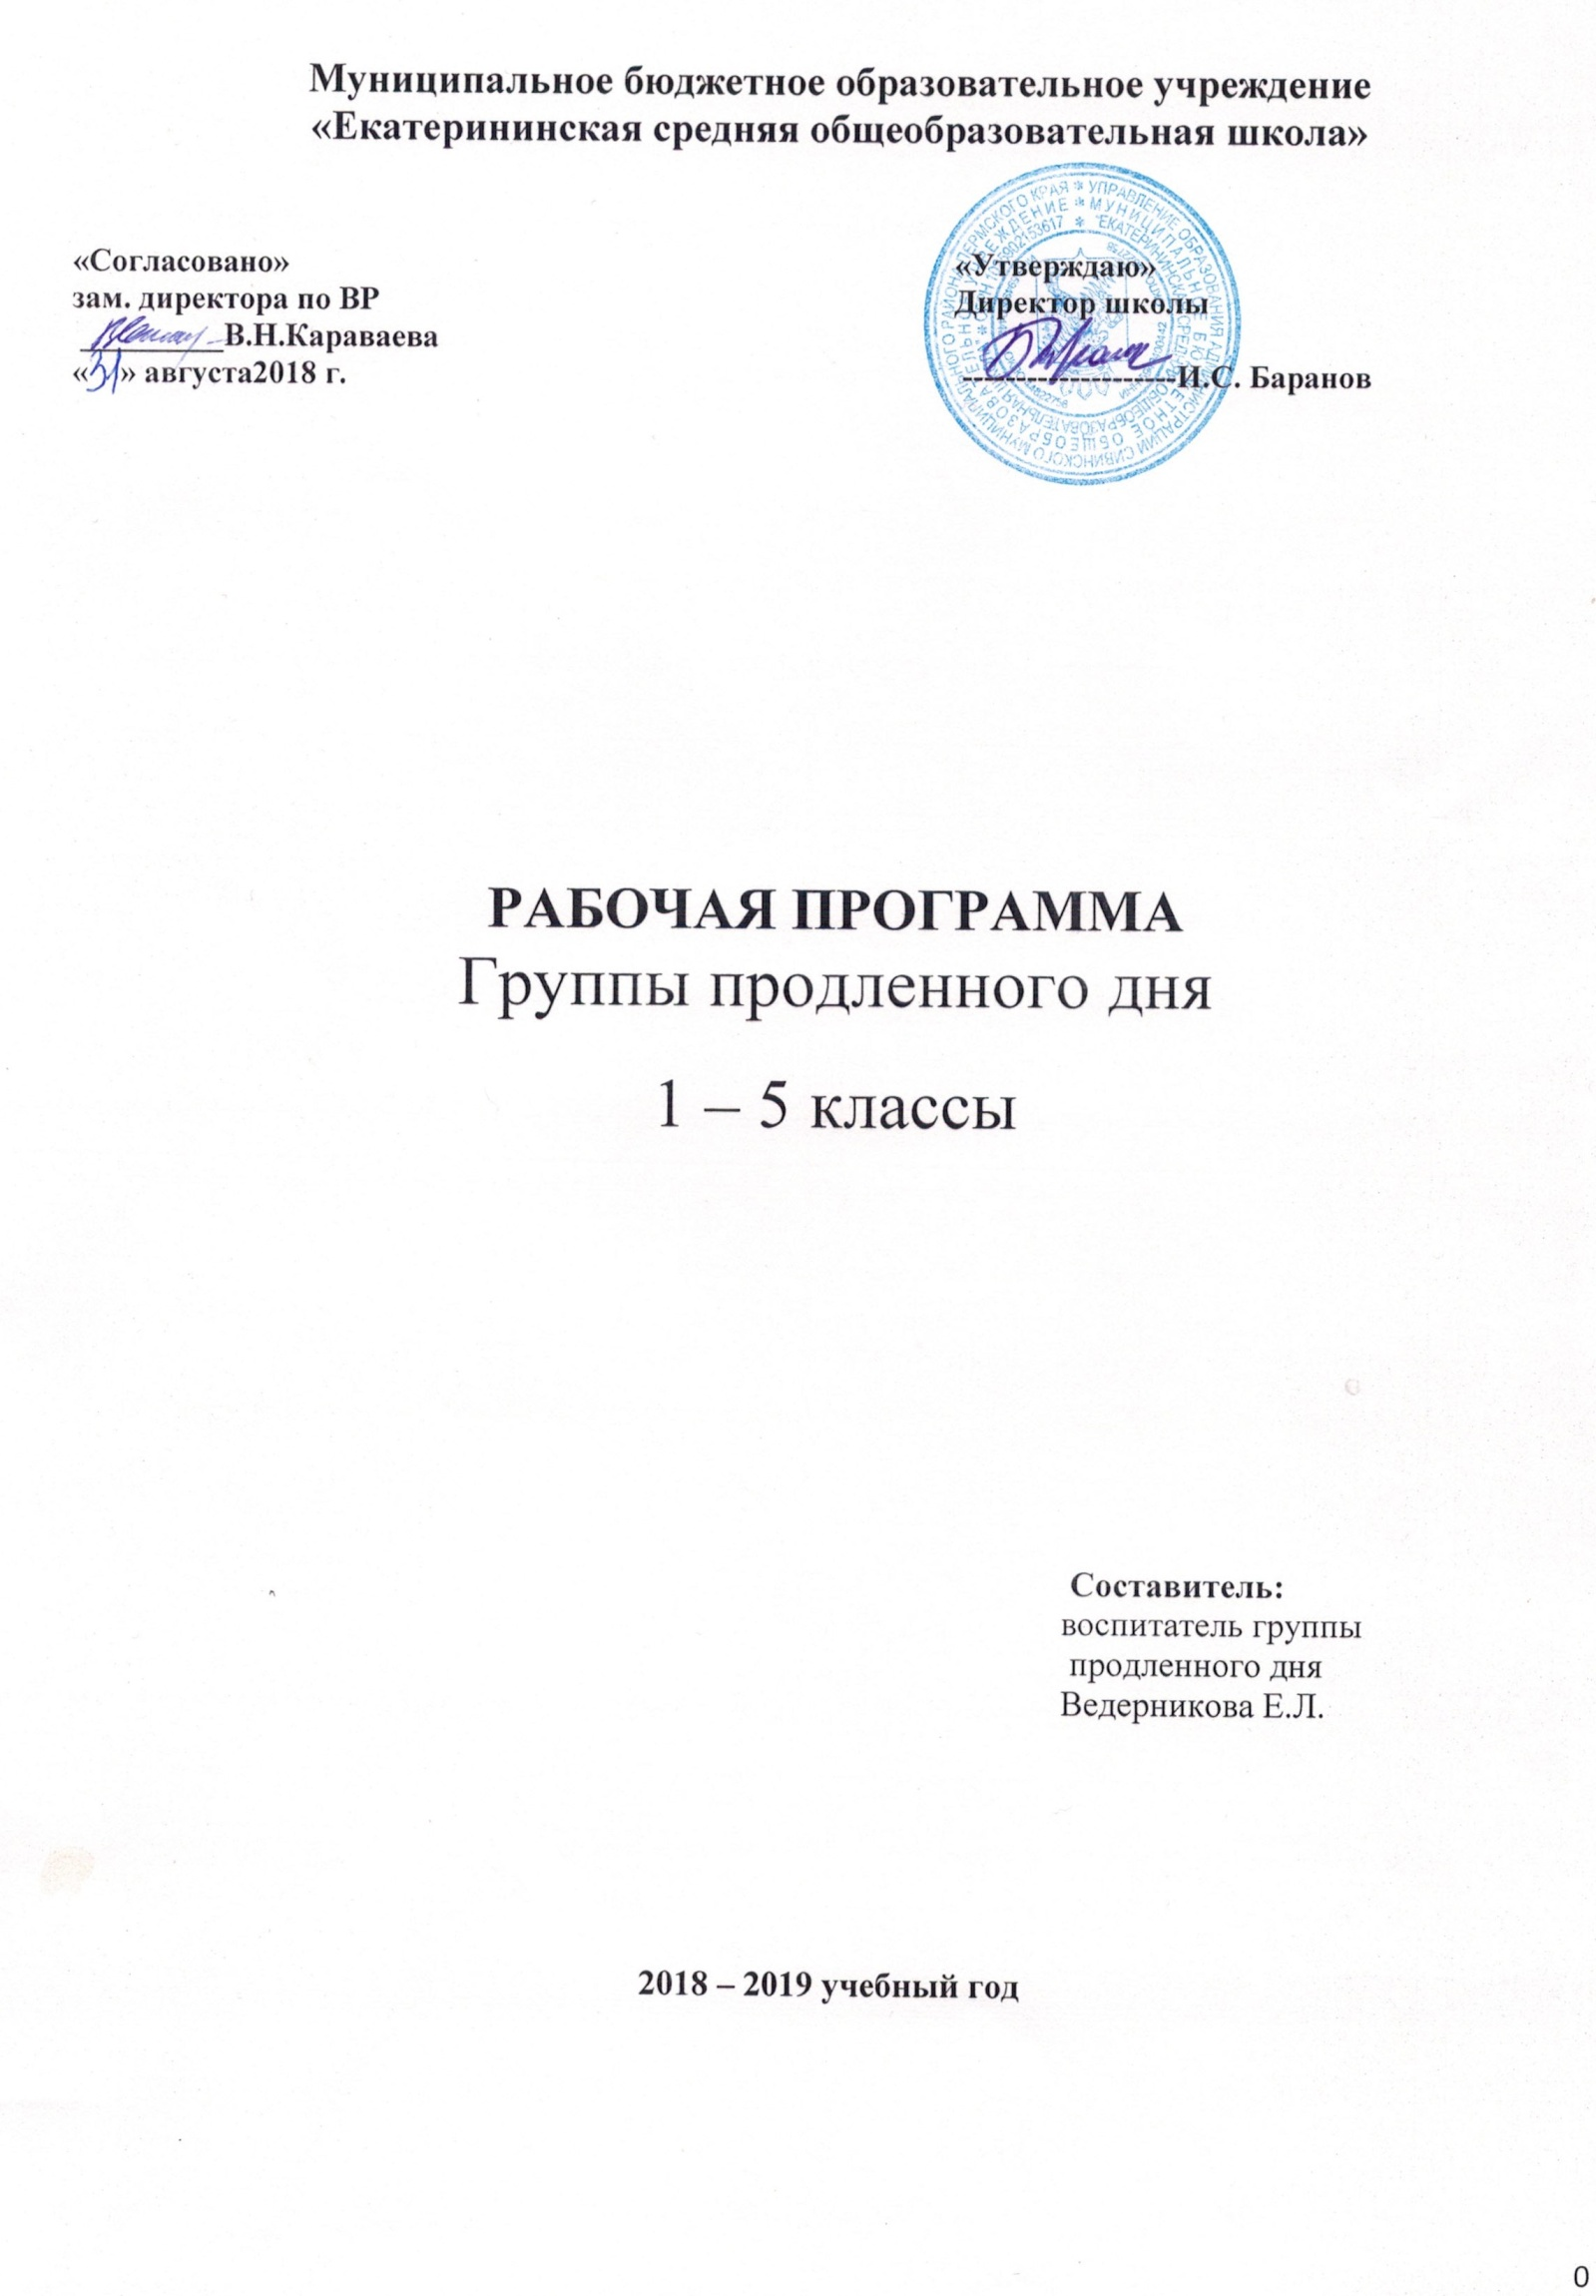 Муниципальное бюджетное образовательное учреждение
«Екатерининская средняя общеобразовательная школа»
«Согласовано»
зам. директора по ВР
В.Н.Караваева
«31» августа2018 г.
«Утверждаю»
Директор школы
--------------------И.С. Баранов
РАБОЧАЯ ПРОГРАММА
Группы продленного дня
1 – 5 классы
Составитель:
воспитатель группы
продленного дня
Ведерникова Е.Л.
2018 – 2019 учебный год
0